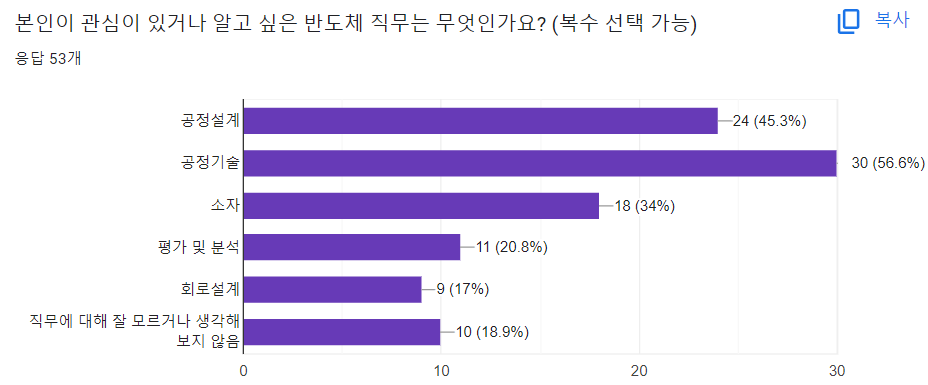 본인이 관심이 있거나 알고 싶은 반도체 직무는 무엇인가요? (복수 선택 가능)
복사
응답 53개
공정설계
24 (45.3%)
공정기술
30 (56.6%)
소자
18 (34%)
평가 및 분석
11 (20.8%)
회로설계
9 (17%)
직무에 대해 잘 모르거나 생각해
보지 않음
10 (18.9%)
0
10
20
30